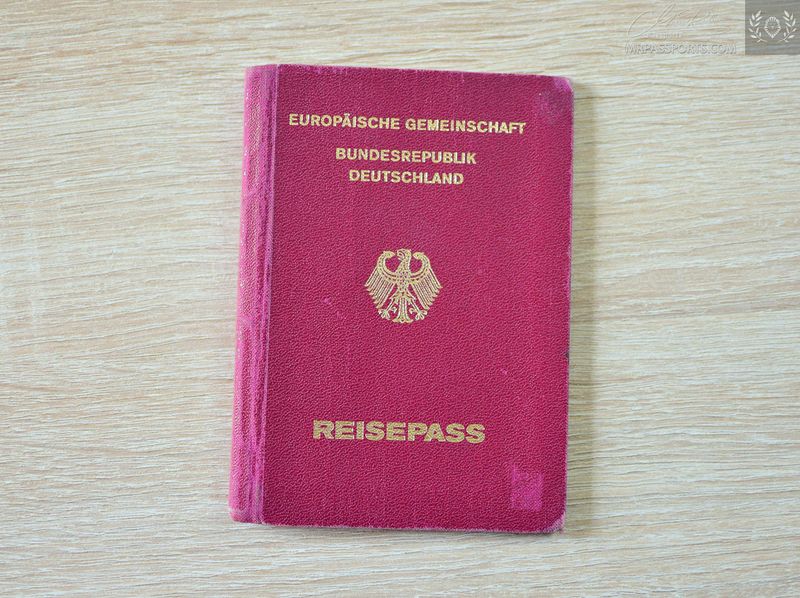 MRPASSPORTS.COM
EUROPÄISCHE GEMEINSCHAFT
BUNDESREPUBLIK
DEUTSCHLAND
REISEPASS